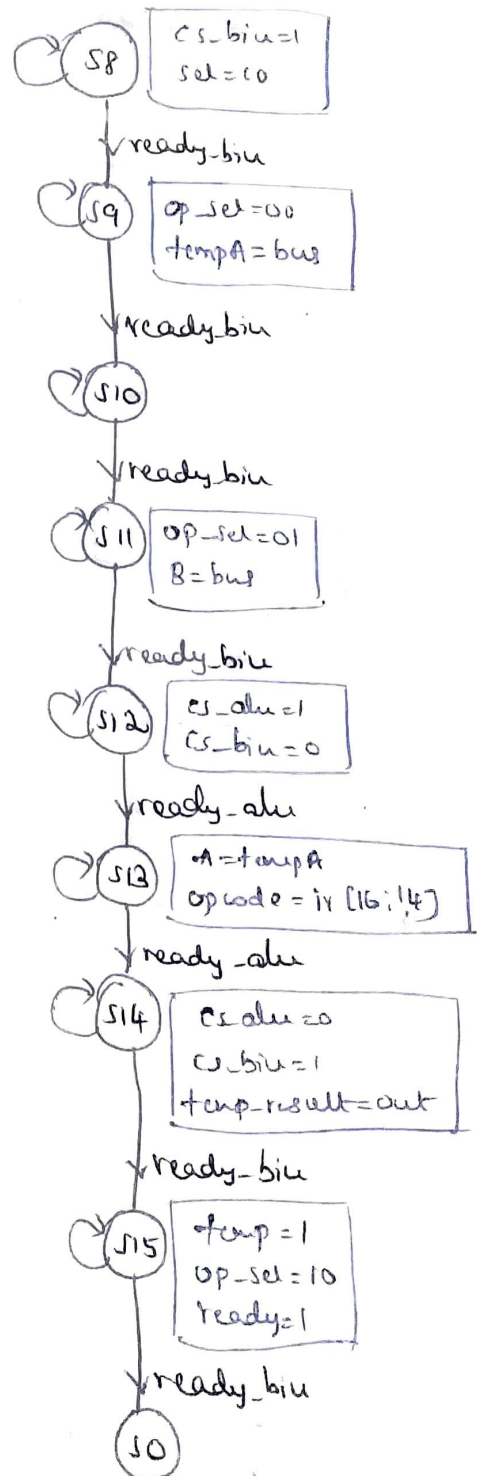 S8
cs_biu=1
sel=10
ready_biu
S9
op_sel=00
tempA=bus
ready_biu
S10
ready_biu
S11
op_sel=01
B=bus
ready_biu
S12
cs_alu=1
cs_biu=0
ready_alu
S13
A=tempA
opcode=ir[16:14]
ready_alu
S14
cs_alu=0
cs_biu=1
temp_result=out
ready_biu
S15
temp=1
op_sel=10
ready=1
ready_biu
S0